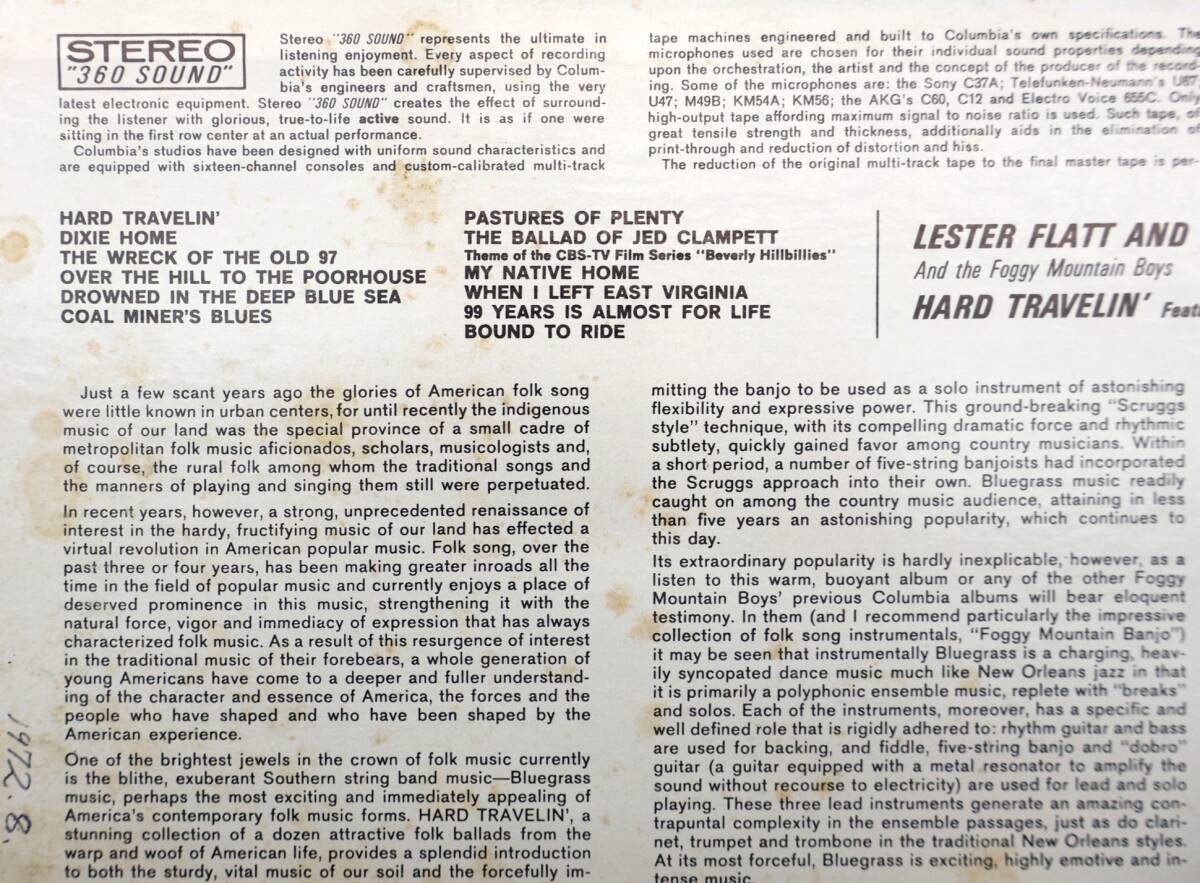 STEREO
"360 SOUND"
Stereo "360 SOUND" represents the ultimate in
listening enjoyment. Every aspect of recording
activity has been carefully supervised by Colum-
bia's engineers and craftsmen, using the very
latest electronic equipment. Stereo "360 SOUND" creates the effect of surround-
ing the listener with glorious, true-to-life active sound. It is as if one were
sitting in the first row center at an actual performance.
Columbia's studios have been designed with uniform sound characteristics and
are equipped with sixteen-channel consoles and custom-calibrated multi-track
tape machines engineered and built to Columbia's own specifications. The
microphones used are chosen for their individual sound properties depending
upon the orchestration, the artist and the concept of the producer of the record-
ing. Some of the microphones are: the Sony C37A; Telefunken-Neumann's U67,
U47; M49B; KM54A; KM56; the AKG's C60, C12 and Electro Voice 655C. Only
high-output tape affording maximum signal to noise ratio is used. Such tape, of
great tensile strength and thickness, additionally aids in the elimination of
print-through and reduction of distortion and hiss.
The reduction of the original multi-track tape to the final master tape is per-
HARD TRAVELIN'
DIXIE HOME
THE WRECK OF THE OLD 97
OVER THE HILL TO THE POORHOUSE
DROWNED IN THE DEEP BLUE SEA
COAL MINER'S BLUES
PASTURES OF PLENTY
THE BALLAD OF JED CLAMPETT
Theme of the CBS-TV Film Series "Beverly Hillbillies"
MY NATIVE HOME
WHEN I LEFT EAST VIRGINIA
99 YEARS IS ALMOST FOR LIFE
BOUND TO RIDE
LESTER FLATT AND
And the Foggy Mountain Boys
HARD TRAVELIN' Feat
Just a few scant years ago the glories of American folk song
were little known in urban centers, for until recently the indigenous
music of our land was the special province of a small cadre of
metropolitan folk music aficionados, scholars, musicologists and,
of course, the rural folk among whom the traditional songs and
the manners of playing and singing them still were perpetuated.
In recent years, however, a strong, unprecedented renaissance of
interest in the hardy, fructifying music of our land has effected a
virtual revolution in American popular music. Folk song, over the
past three or four years, has been making greater inroads all the
time in the field of popular music and currently enjoys a place of
deserved prominence in this music, strengthening it with the
natural force, vigor and immediacy of expression that has always
characterized folk music. As a result of this resurgence of interest
in the traditional music of their forebears, a whole generation of
young Americans have come to a deeper and fuller understand-
ing of the character and essence of America, the forces and the
people who have shaped and who have been shaped by the
American experience.
One of the brightest jewels in the crown of folk music currently
is the blithe, exuberant Southern string band music—Bluegrass
music, perhaps the most exciting and immediately appealing of
America's contemporary folk music forms. HARD TRAVELIN', a
stunning collection of a dozen attractive folk ballads from the
warp and woof of American life, provides a splendid introduction
to both the sturdy, vital music of our soil and the forcefully im-
mitting the banjo to be used as a solo instrument of astonishing
flexibility and expressive power. This ground-breaking "Scruggs
style" technique, with its compelling dramatic force and rhythmic
subtlety, quickly gained favor among country musicians. Within
a short period, a number of five-string banjoists had incorporated
the Scruggs approach into their own. Bluegrass music readily
caught on among the country music audience, attaining in less
than five years an astonishing popularity, which continues to
this day.
Its extraordinary popularity is hardly inexplicable, however, as a
listen to this warm, buoyant album or any of the other Foggy
Mountain Boys' previous Columbia albums will bear eloquent
testimony. In them (and I recommend particularly the impressive
collection of folk song instrumentals, "Foggy Mountain Banjo")
it may be seen that instrumentally Bluegrass is a charging, heav-
ily syncopated dance music much like New Orleans jazz in that
it is primarily a polyphonic ensemble music, replete with "breaks"
and solos. Each of the instruments, moreover, has a specific and
well defined role that is rigidly adhered to: rhythm guitar and bass
are used for backing, and fiddle, five-string banjo and "dobro"
guitar (a guitar equipped with a metal resonator to amplify the
sound without recourse to electricity) are used for lead and solo
playing. These three lead instruments generate an amazing con-
trapuntal complexity in the ensemble passages, just as do clari-
net, trumpet and trombone in the traditional New Orleans styles.
At its most forceful, Bluegrass is exciting, highly emotive and in-
tense music.
1972.8.